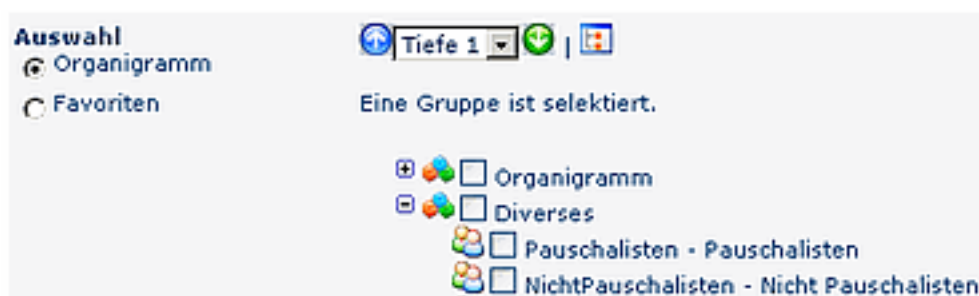 Auswahl
Organigramm
Favoriten
Tiefe 1
|
Eine Gruppe ist selektiert.
Organigramm
Diverses
Pauschalisten - Pauschalisten
NichtPauschalisten - Nicht Pauschalisten